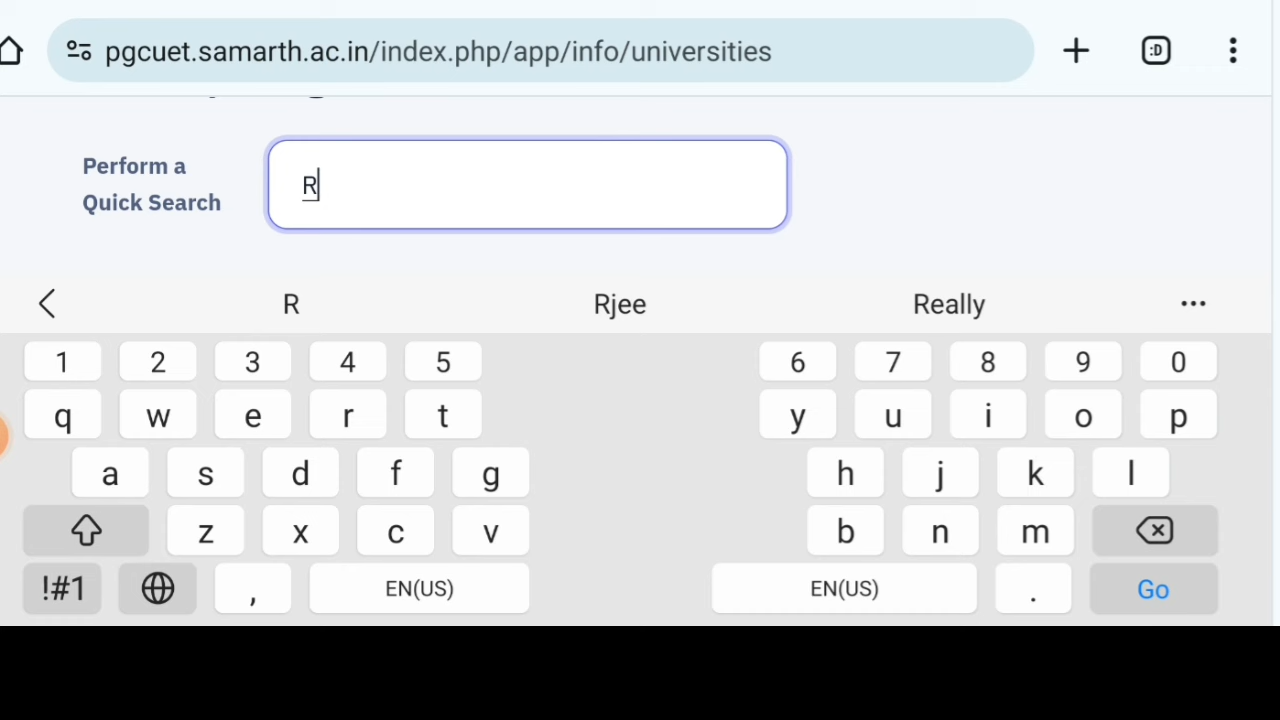 pgcuet.samarth.ac.in/index.php/app/info/universities
:D
Perform a
Quick Search
R
R Rjee Really
1 2 3 4 5 6 7 8 9 0
q w e r t y u i o p
a s d f g h j k l
z x c v b n m
!#1 , EN(US) EN(US) . Go